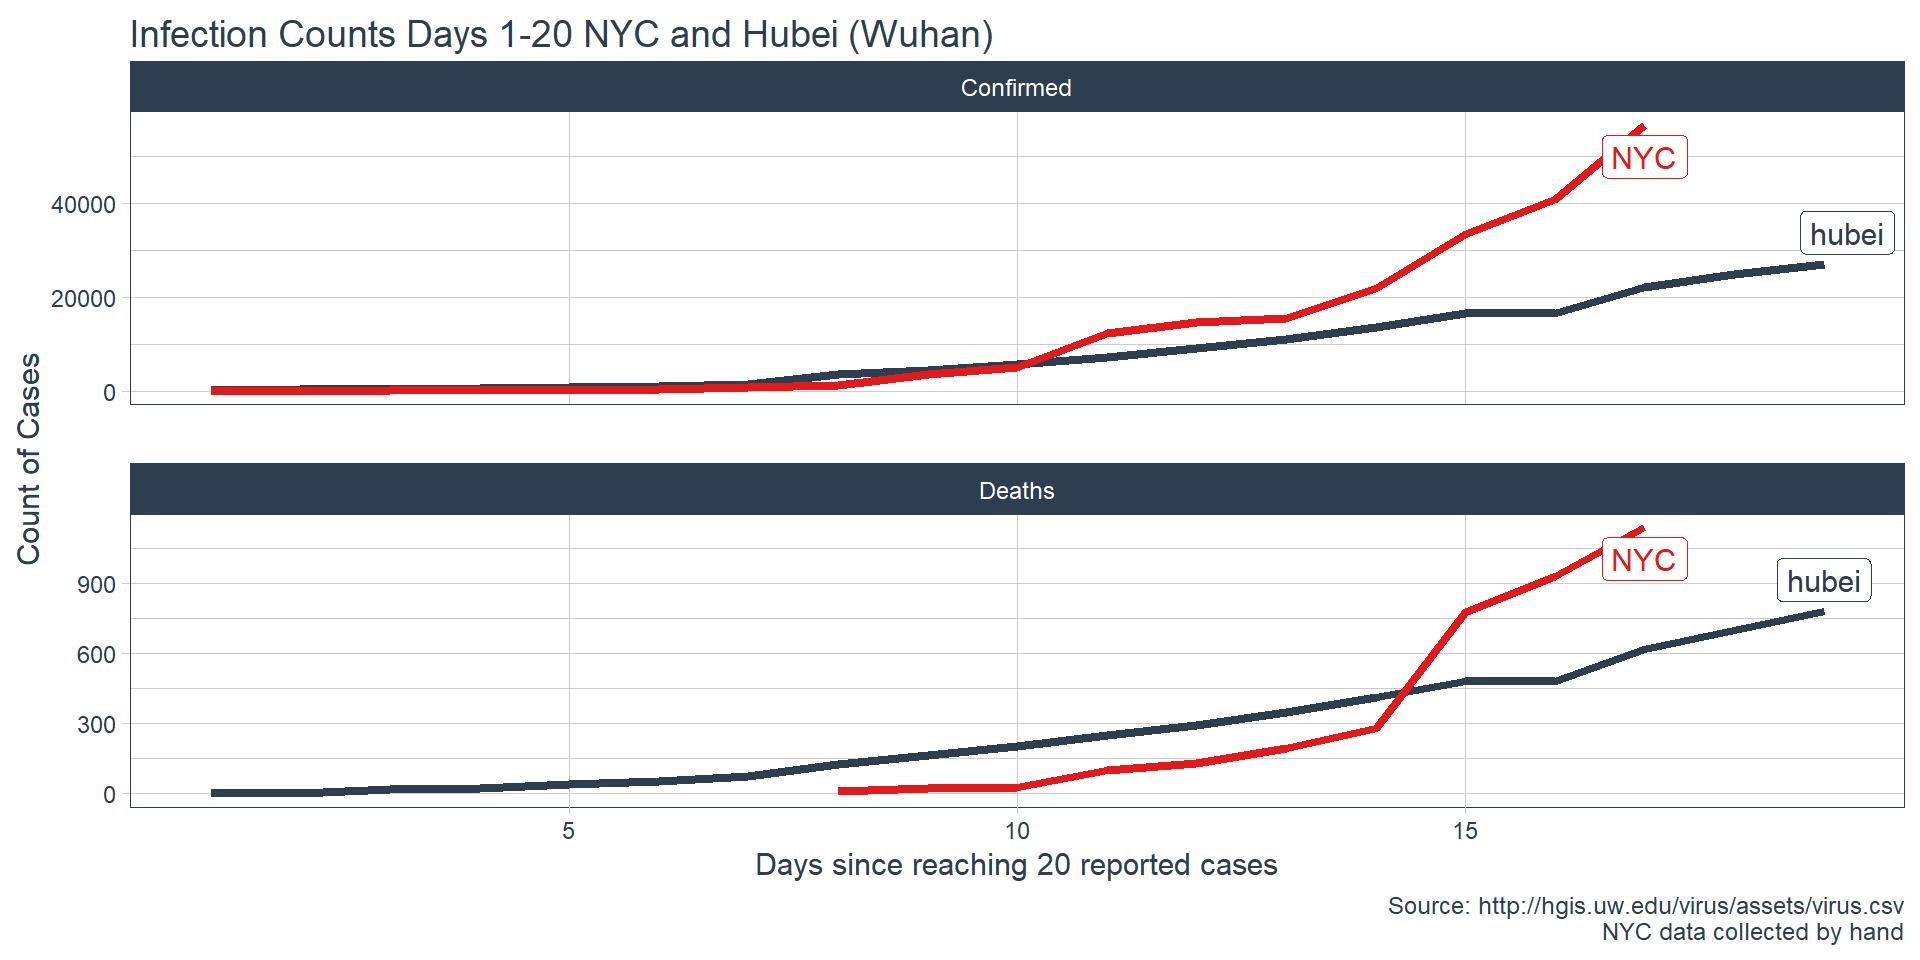 Infection Counts Days 1-20 NYC and Hubei (Wuhan)
Confirmed
NYC
hubei
40000
20000
0
Count of Cases
Deaths
NYC
hubei
900
600
300
0
5 10 15
Days since reaching 20 reported cases
Source: http://hgis.uw.edu/virus/assets/virus.csv
NYC data collected by hand